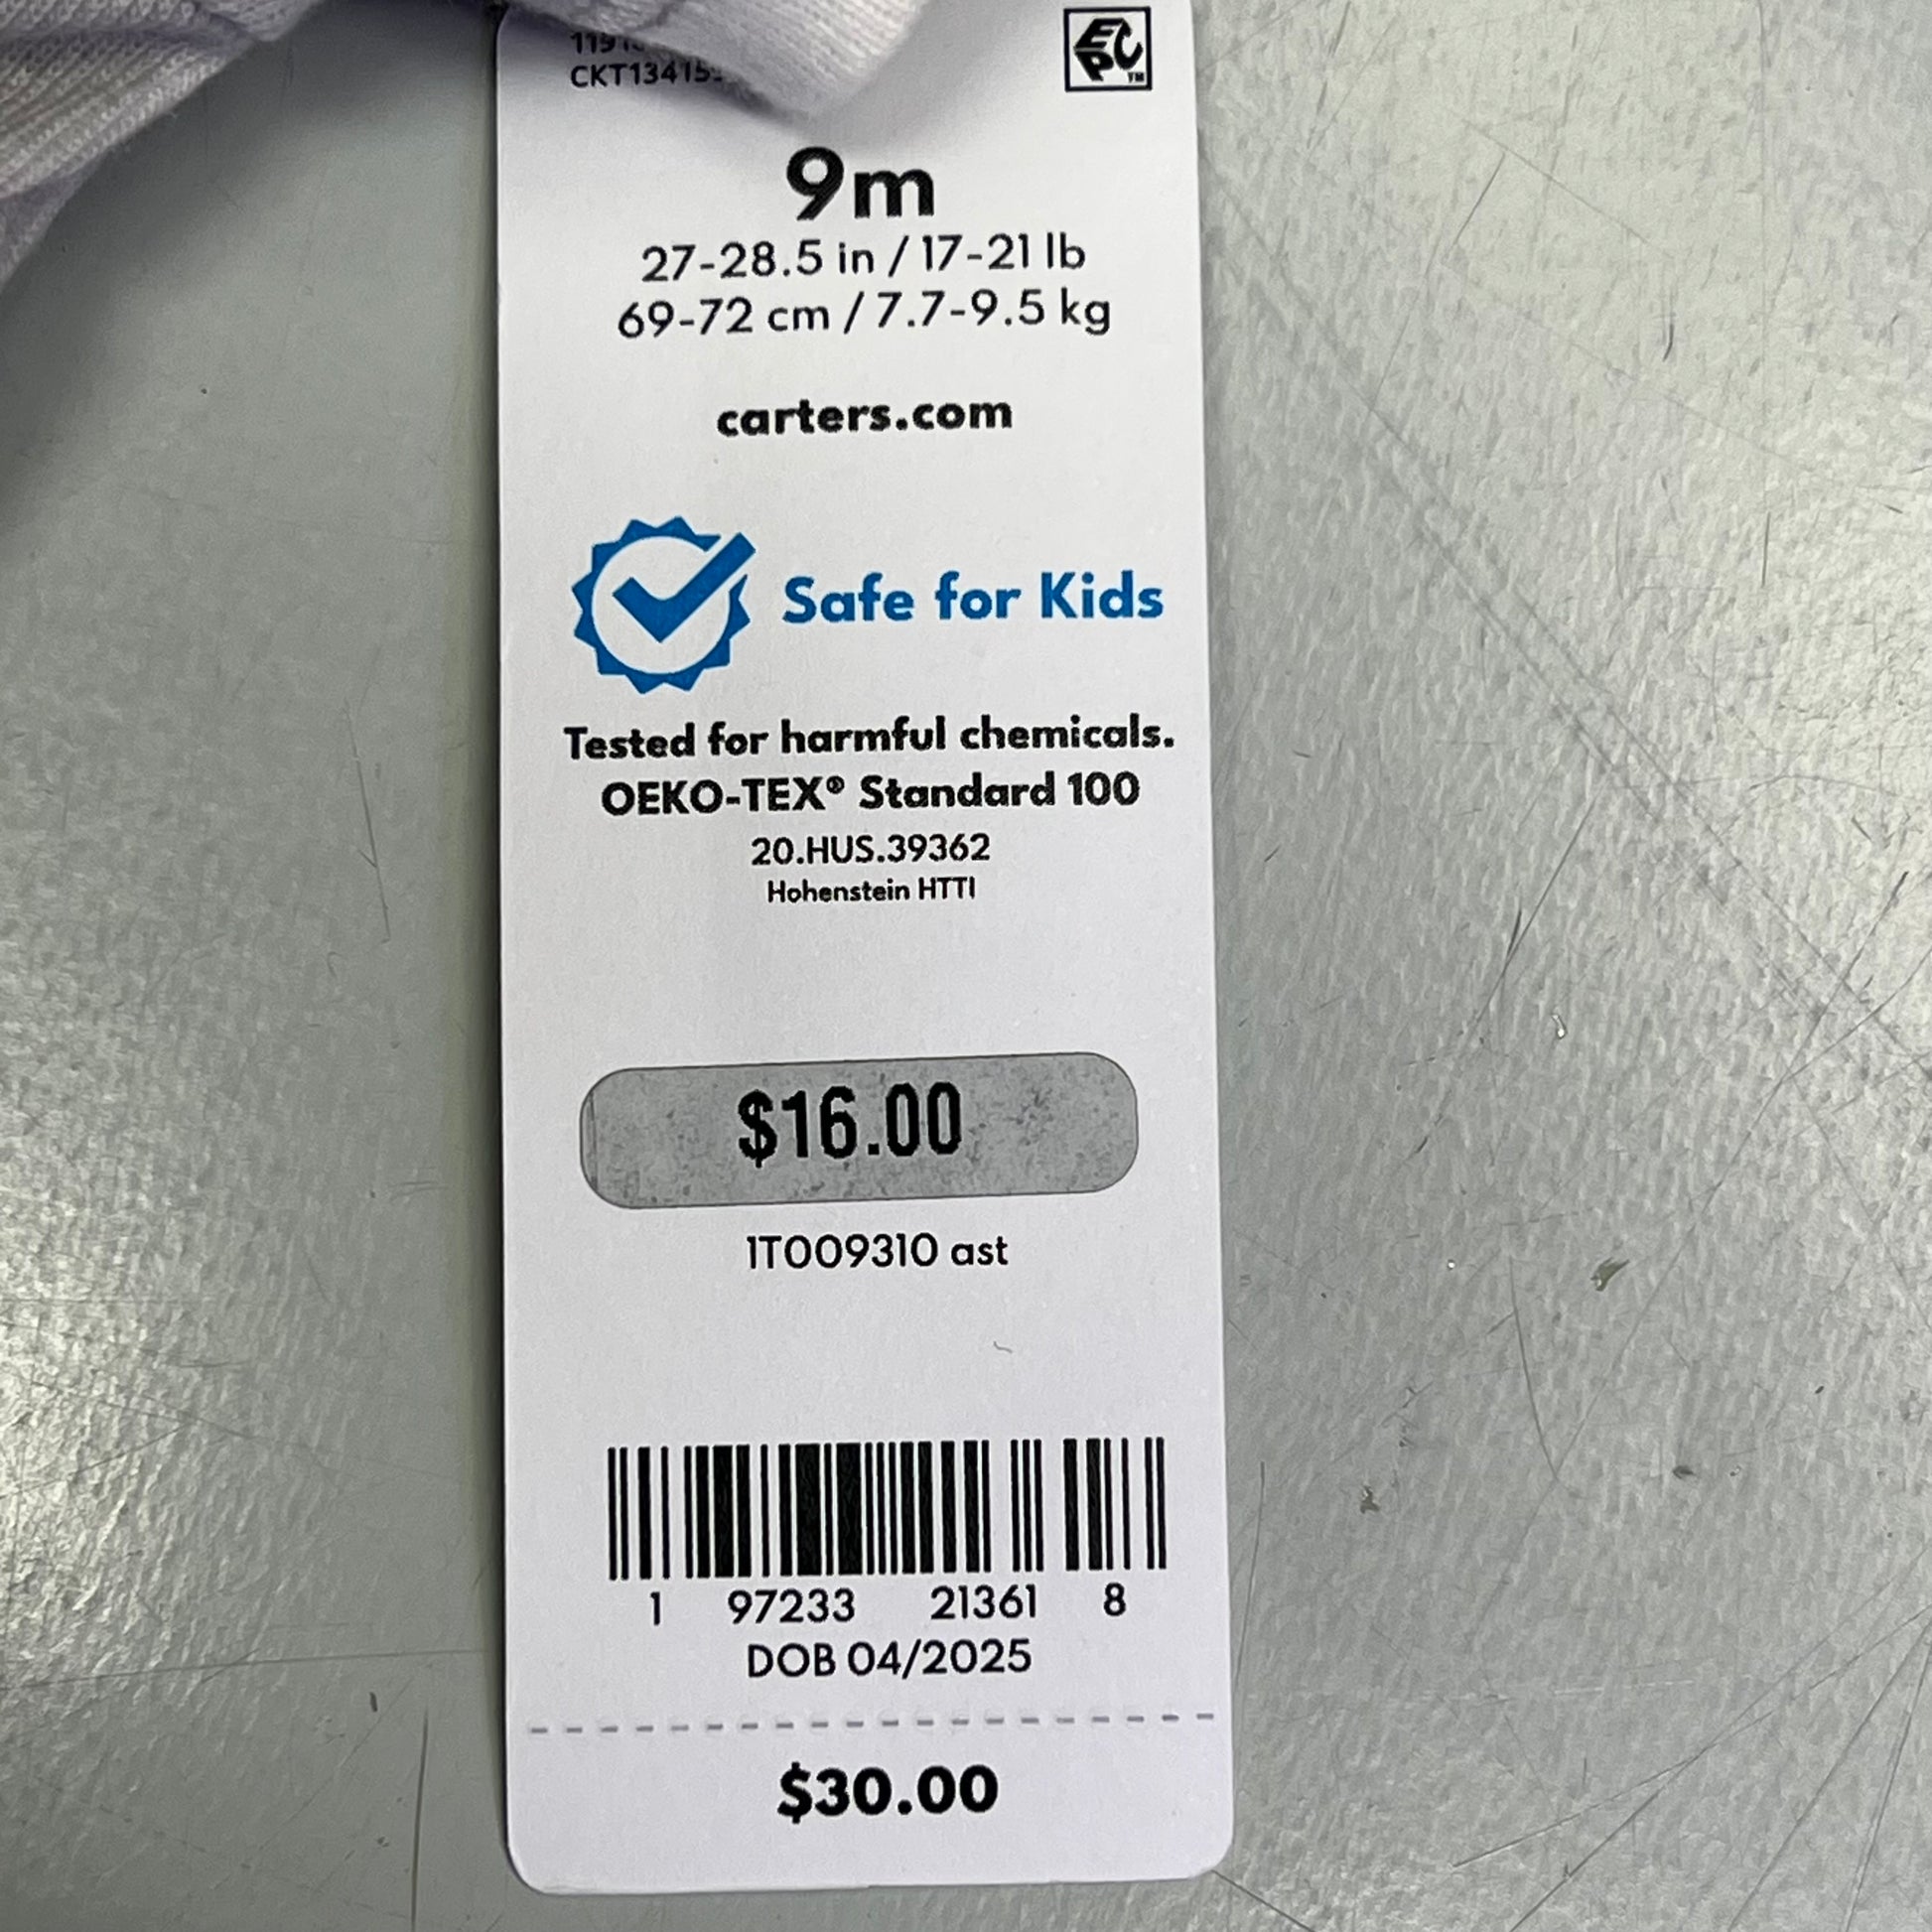 EPC™
9m
27-28.5 in / 17-21 lb
69-72 cm / 7.7-9.5 kg
carters.com
Safe for Kids
Tested for harmful chemicals.
OEKO-TEX® Standard 100
20.HUS.39362
Hohenstein HTTI
$16.00
1T009310 ast
1 97233 21361 8
DOB 04/2025
$30.00